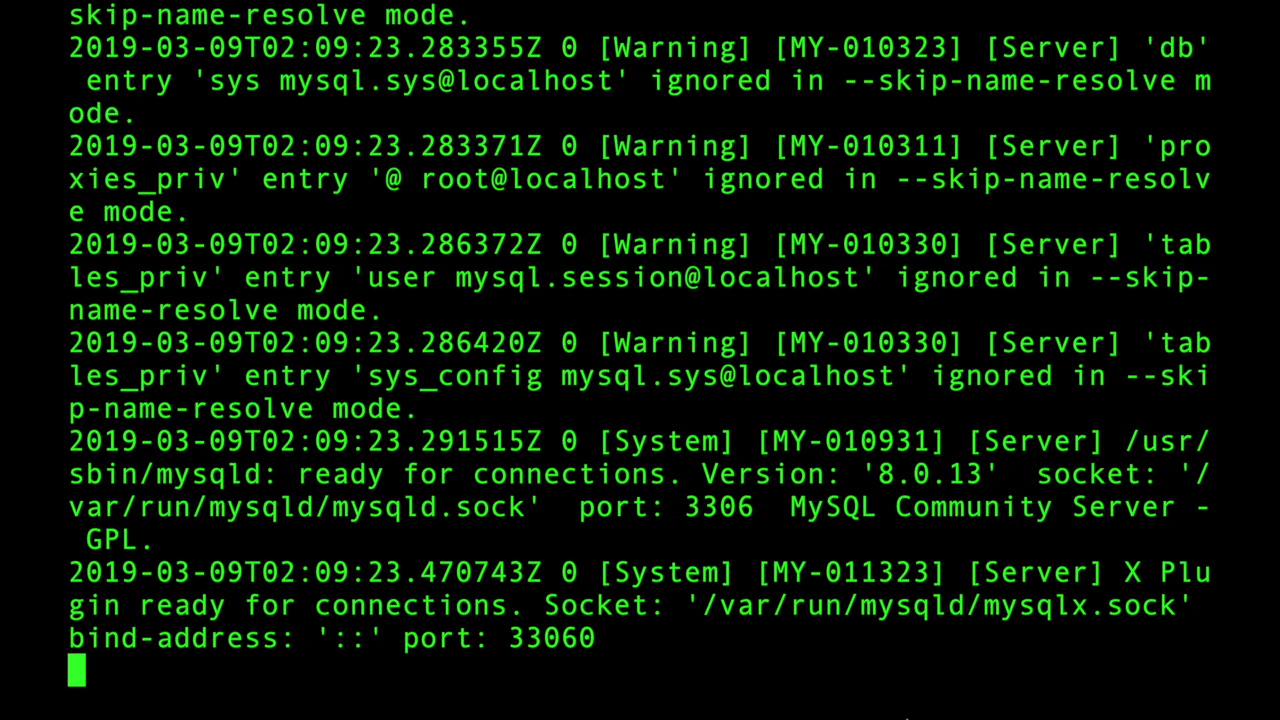 skip-name-resolve mode.
2019-03-09T02:09:23.283355Z 0 [Warning] [MY-010323] [Server] 'db'
 entry 'sys mysql.sys@localhost' ignored in --skip-name-resolve m
ode.
2019-03-09T02:09:23.283371Z 0 [Warning] [MY-010311] [Server] 'pro
xies_priv' entry '@ root@localhost' ignored in --skip-name-resolv
e mode.
2019-03-09T02:09:23.286372Z 0 [Warning] [MY-010330] [Server] 'tab
les_priv' entry 'user mysql.session@localhost' ignored in --skip-
name-resolve mode.
2019-03-09T02:09:23.286420Z 0 [Warning] [MY-010330] [Server] 'tab
les_priv' entry 'sys_config mysql.sys@localhost' ignored in --ski
p-name-resolve mode.
2019-03-09T02:09:23.291515Z 0 [System] [MY-010931] [Server] /usr/
sbin/mysqld: ready for connections. Version: '8.0.13'  socket: '/
var/run/mysqld/mysqld.sock'  port: 3306  MySQL Community Server -
 GPL.
2019-03-09T02:09:23.470743Z 0 [System] [MY-011323] [Server] X Plu
gin ready for connections. Socket: '/var/run/mysqld/mysqlx.sock'
bind-address: '::' port: 33060